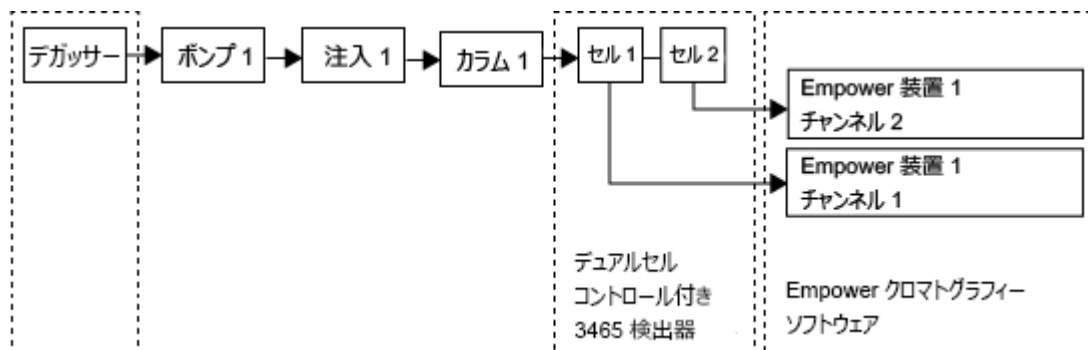 デガッサー
ポンプ 1
注入 1
カラム 1
セル 1
セル 2
Empower 装置 1
チャンネル 2
Empower 装置 1
チャンネル 1
デュアルセル
コントロール付き
3465 検出器
Empower クロマトグラフィー
ソフトウェア